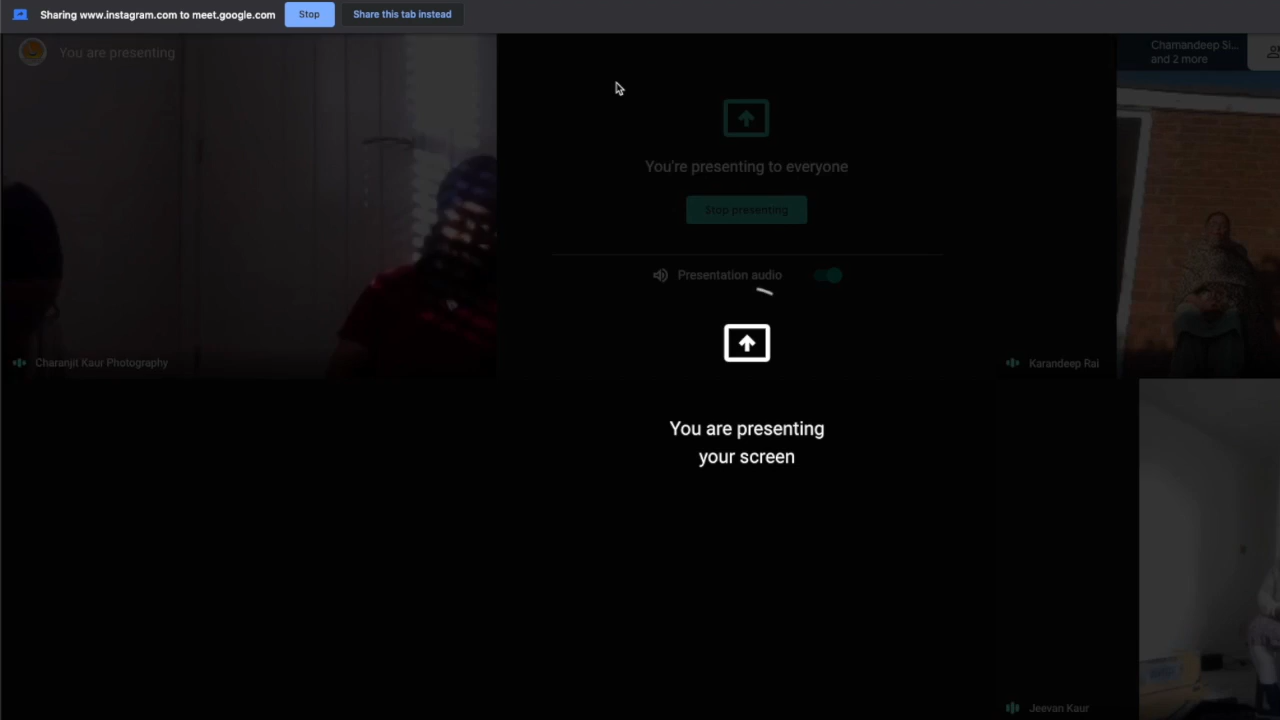 Sharing www.instagram.com to meet.google.com
Stop
Share this tab instead
You are presenting
Chamandeep Si...
and 2 more
You're presenting to everyone
Stop presenting
Presentation audio
Charanjit Kaur Photography
Karandeep Rai
You are presenting
your screen
Jeevan Kaur